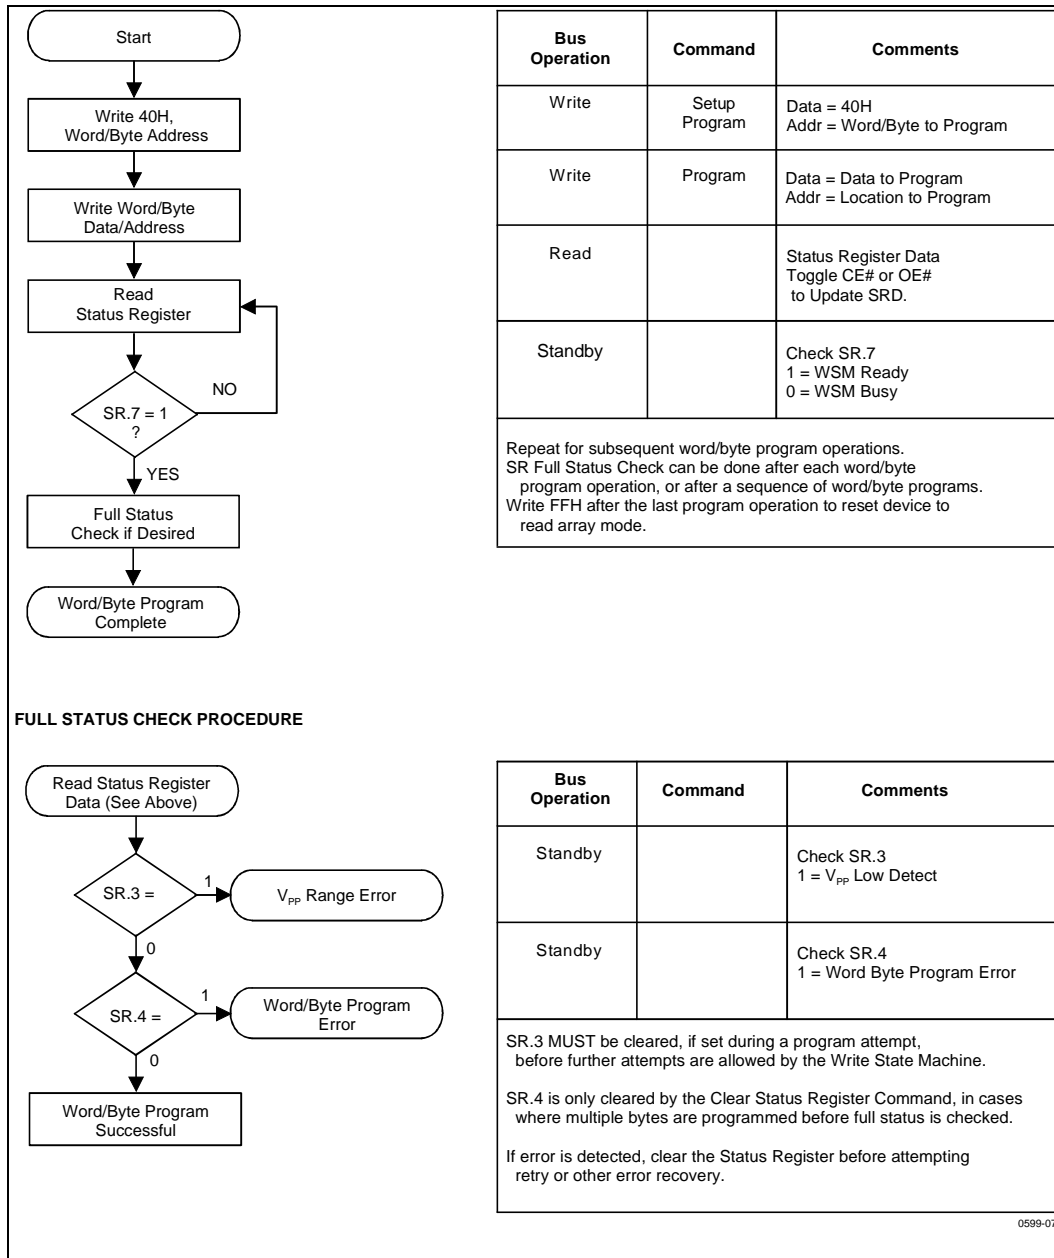 Start
Write 40H,
Word/Byte Address
Write Word/Byte
Data/Address
Read
Status Register
NO
SR.7 = 1
?
YES
Full Status
Check if Desired
Word/Byte Program
Complete
Bus
Operation
Command
Comments
Write
Setup
Program
Data = 40H
Addr = Word/Byte to Program
Write
Program
Data = Data to Program
Addr = Location to Program
Read
Status Register Data
Toggle CE# or OE#
to Update SRD.
Standby
Check SR.7
1 = WSM Ready
0 = WSM Busy
Repeat for subsequent word/byte program operations.
SR Full Status Check can be done after each word/byte
program operation, or after a sequence of word/byte programs.
Write FFH after the last program operation to reset device to
read array mode.
FULL STATUS CHECK PROCEDURE
Read Status Register
Data (See Above)
SR.3 =
1
VPP Range Error
0
SR.4 =
1
Word/Byte Program
Error
0
Word/Byte Program
Successful
Bus
Operation
Command
Comments
Standby
Check SR.3
1 = VPP Low Detect
Standby
Check SR.4
1 = Word Byte Program Error
SR.3 MUST be cleared, if set during a program attempt,
before further attempts are allowed by the Write State Machine.
SR.4 is only cleared by the Clear Status Register Command, in cases
where multiple bytes are programmed before full status is checked.
If error is detected, clear the Status Register before attempting
retry or other error recovery.
0599-07